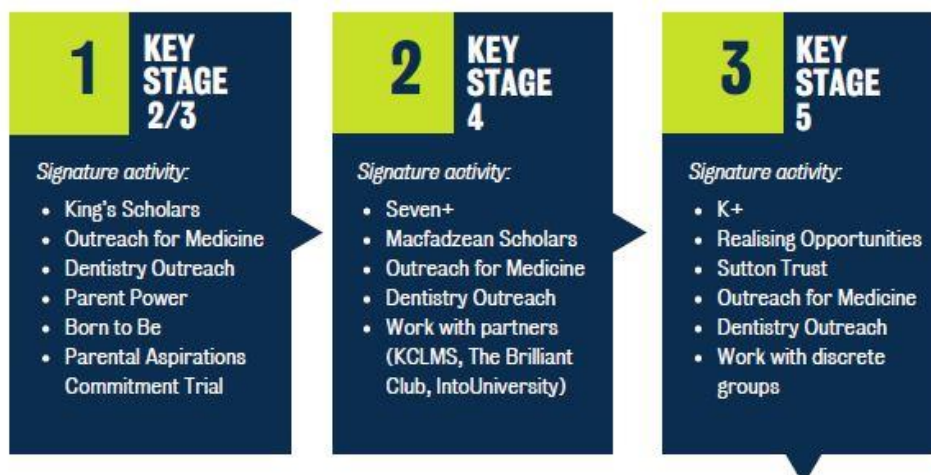 1
KEY
STAGE
2/3
Signature activity:
• King's Scholars
• Outreach for Medicine
• Dentistry Outreach
• Parent Power
• Born to Be
• Parental Aspirations
Commitment Trial
2
KEY
STAGE
4
Signature activity:
• Seven+
• Macfadzean Scholars
• Outreach for Medicine
• Dentistry Outreach
• Work with partners
(KCLMS, The Brilliant
Club, IntoUniversity)
3
KEY
STAGE
5
Signature activity:
• K+
• Realising Opportunities
• Sutton Trust
• Outreach for Medicine
• Dentistry Outreach
• Work with discrete
groups